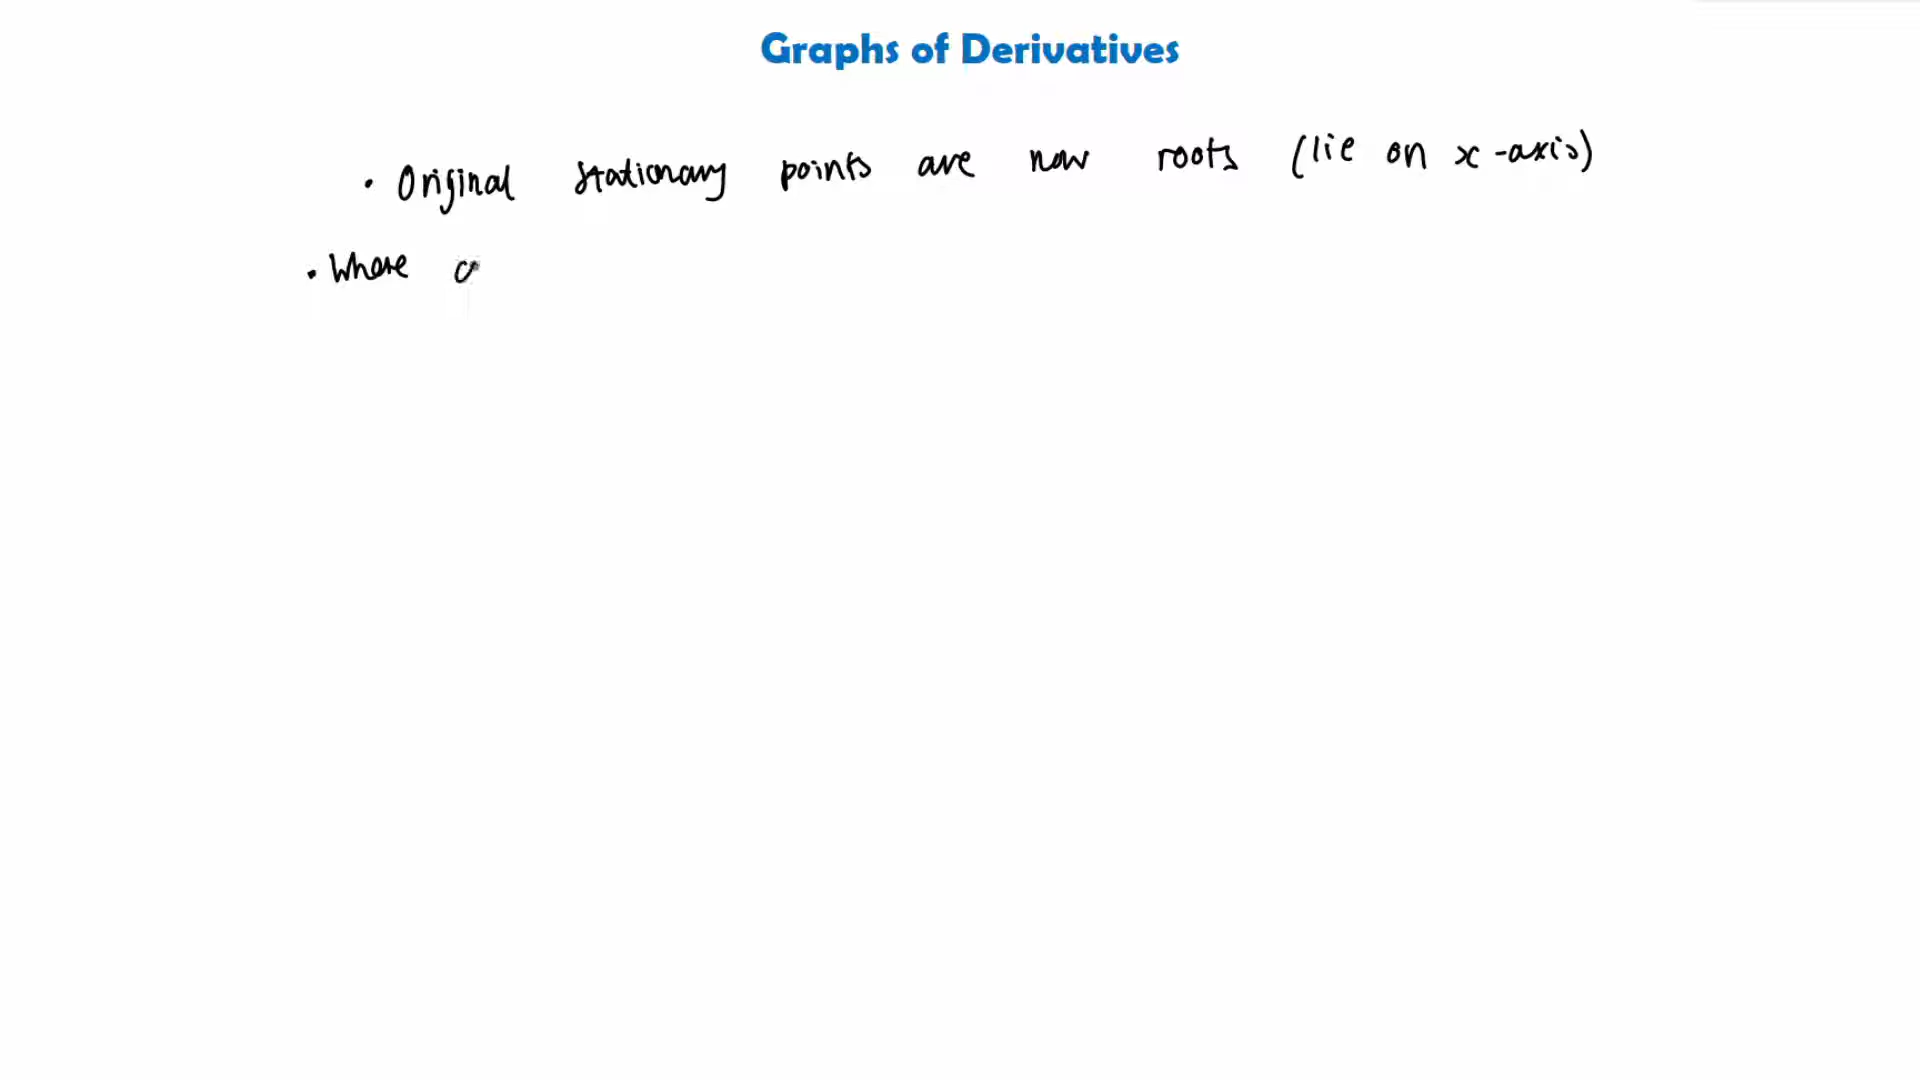 Graphs of Derivatives
• Original stationary points are now roots (lie on x-axis)
• Where